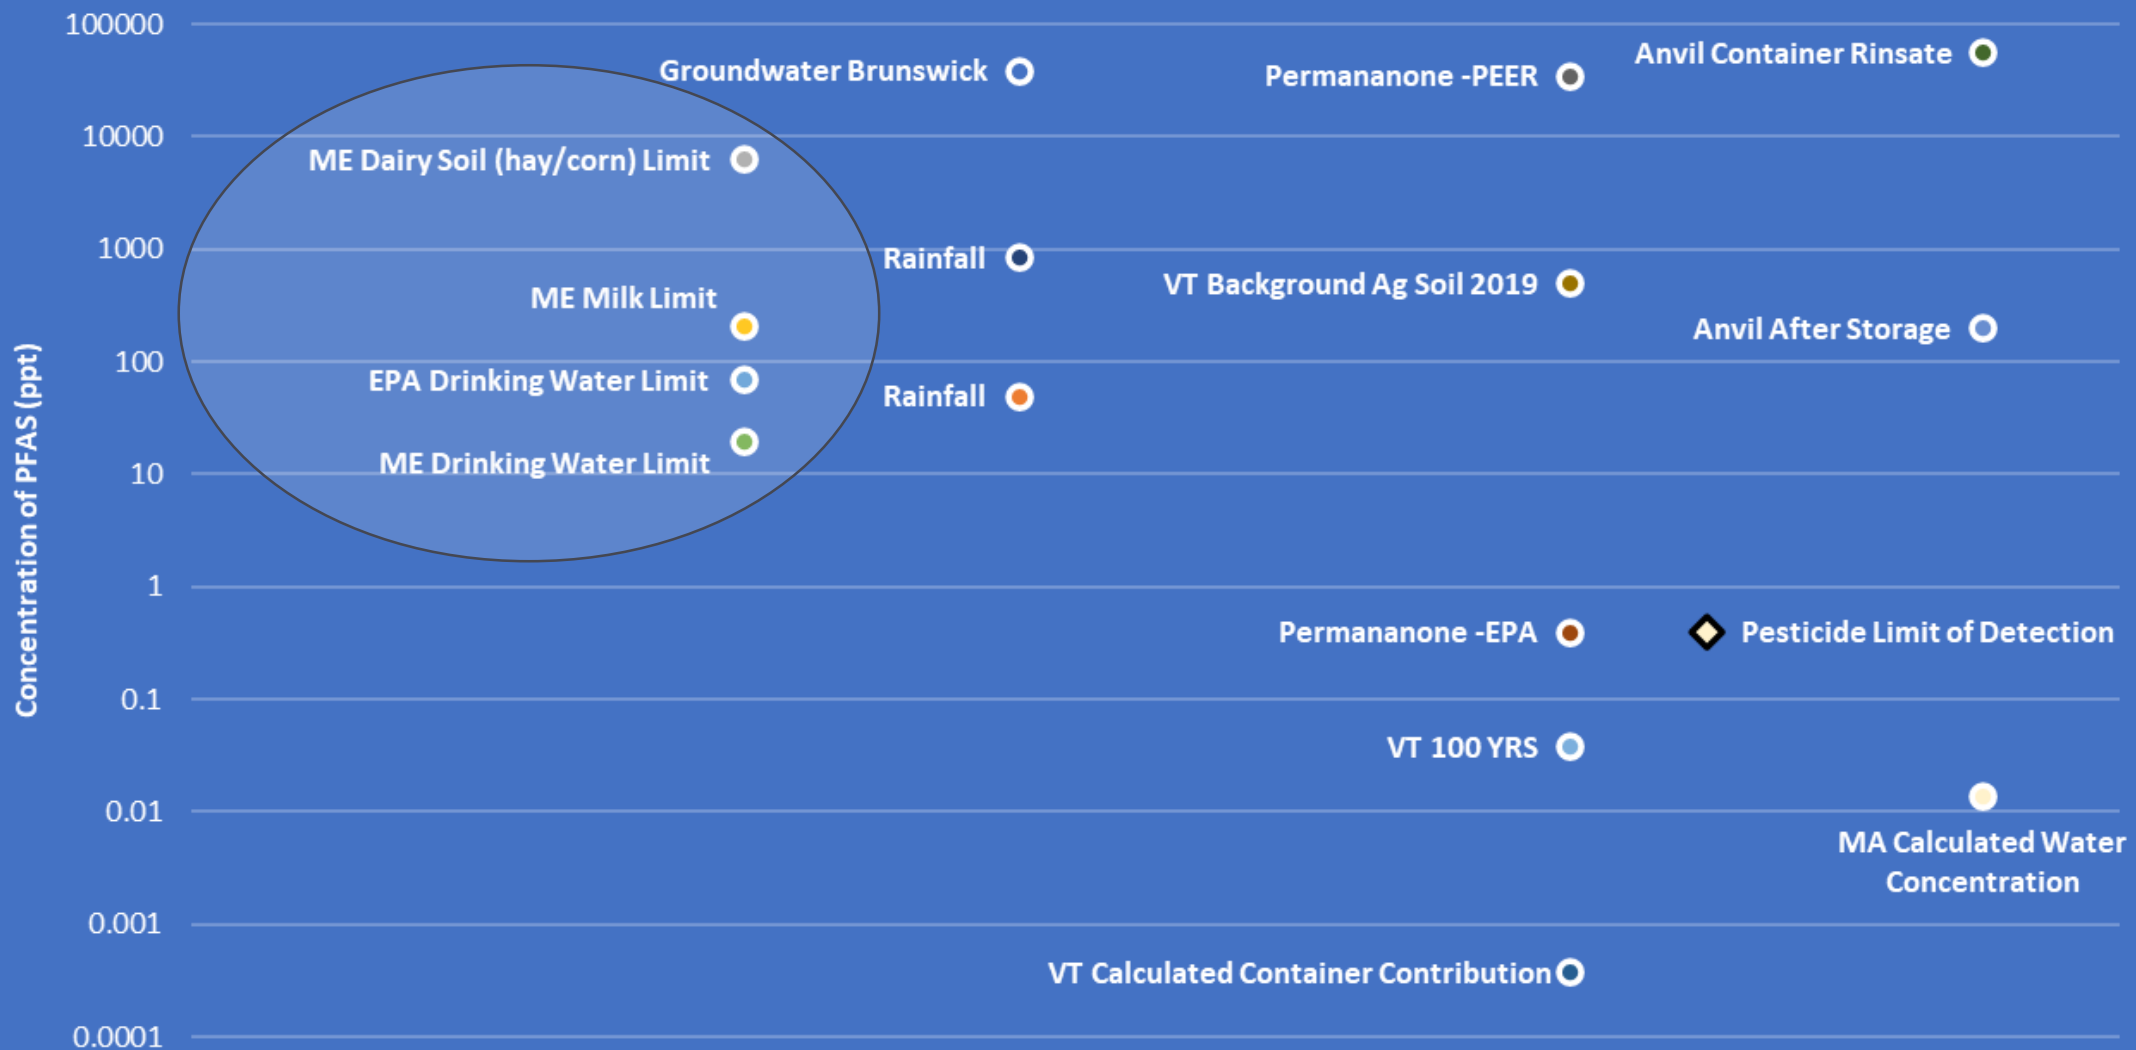 100000
10000
1000
100
10
1
0.1
0.01
0.001
0.0001
Concentration of PFAS (ppt)
Groundwater Brunswick
Permananone -PEER
Anvil Container Rinsate
ME Dairy Soil (hay/corn) Limit
Rainfall
VT Background Ag Soil 2019
ME Milk Limit
Anvil After Storage
EPA Drinking Water Limit
Rainfall
ME Drinking Water Limit
Permananone -EPA
Pesticide Limit of Detection
VT 100 YRS
MA Calculated Water
Concentration
VT Calculated Container Contribution